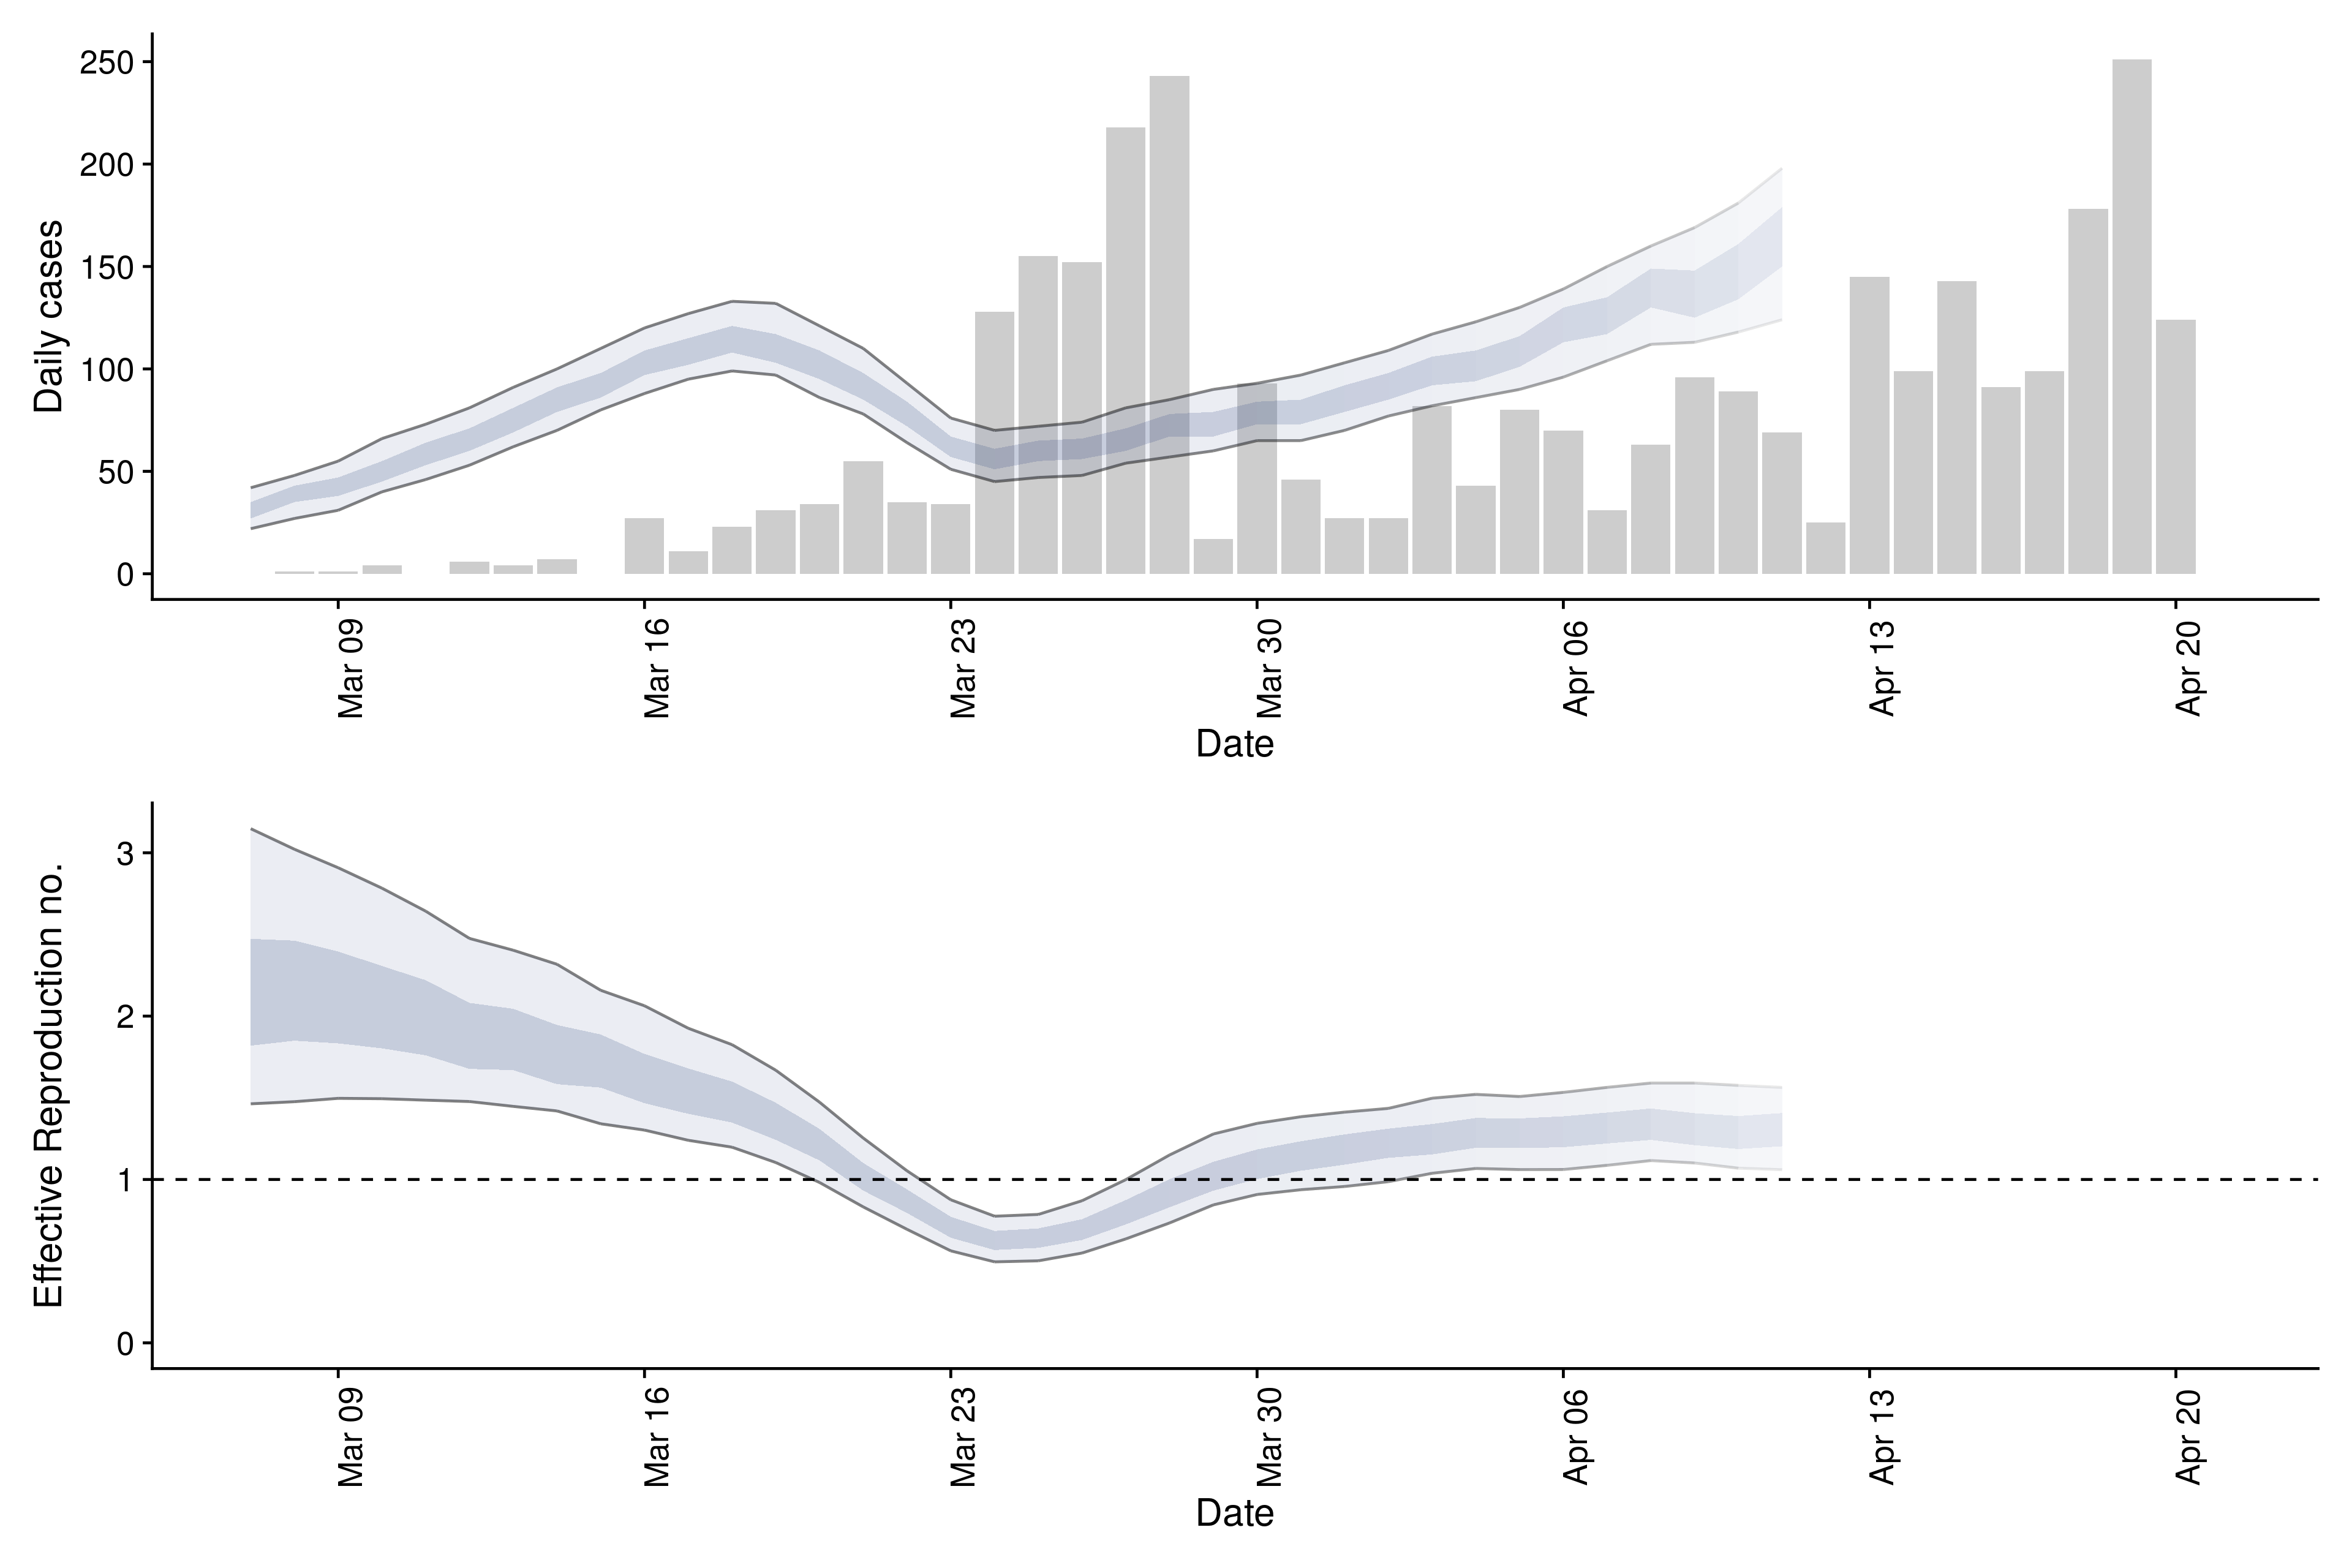 Daily cases
250
200
150
100
50
0
Mar 09
Mar 16
Mar 23
Mar 30
Apr 06
Apr 13
Apr 20
Date
Effective Reproduction no.
3
2
1
0
Mar 09
Mar 16
Mar 23
Mar 30
Apr 06
Apr 13
Apr 20
Date